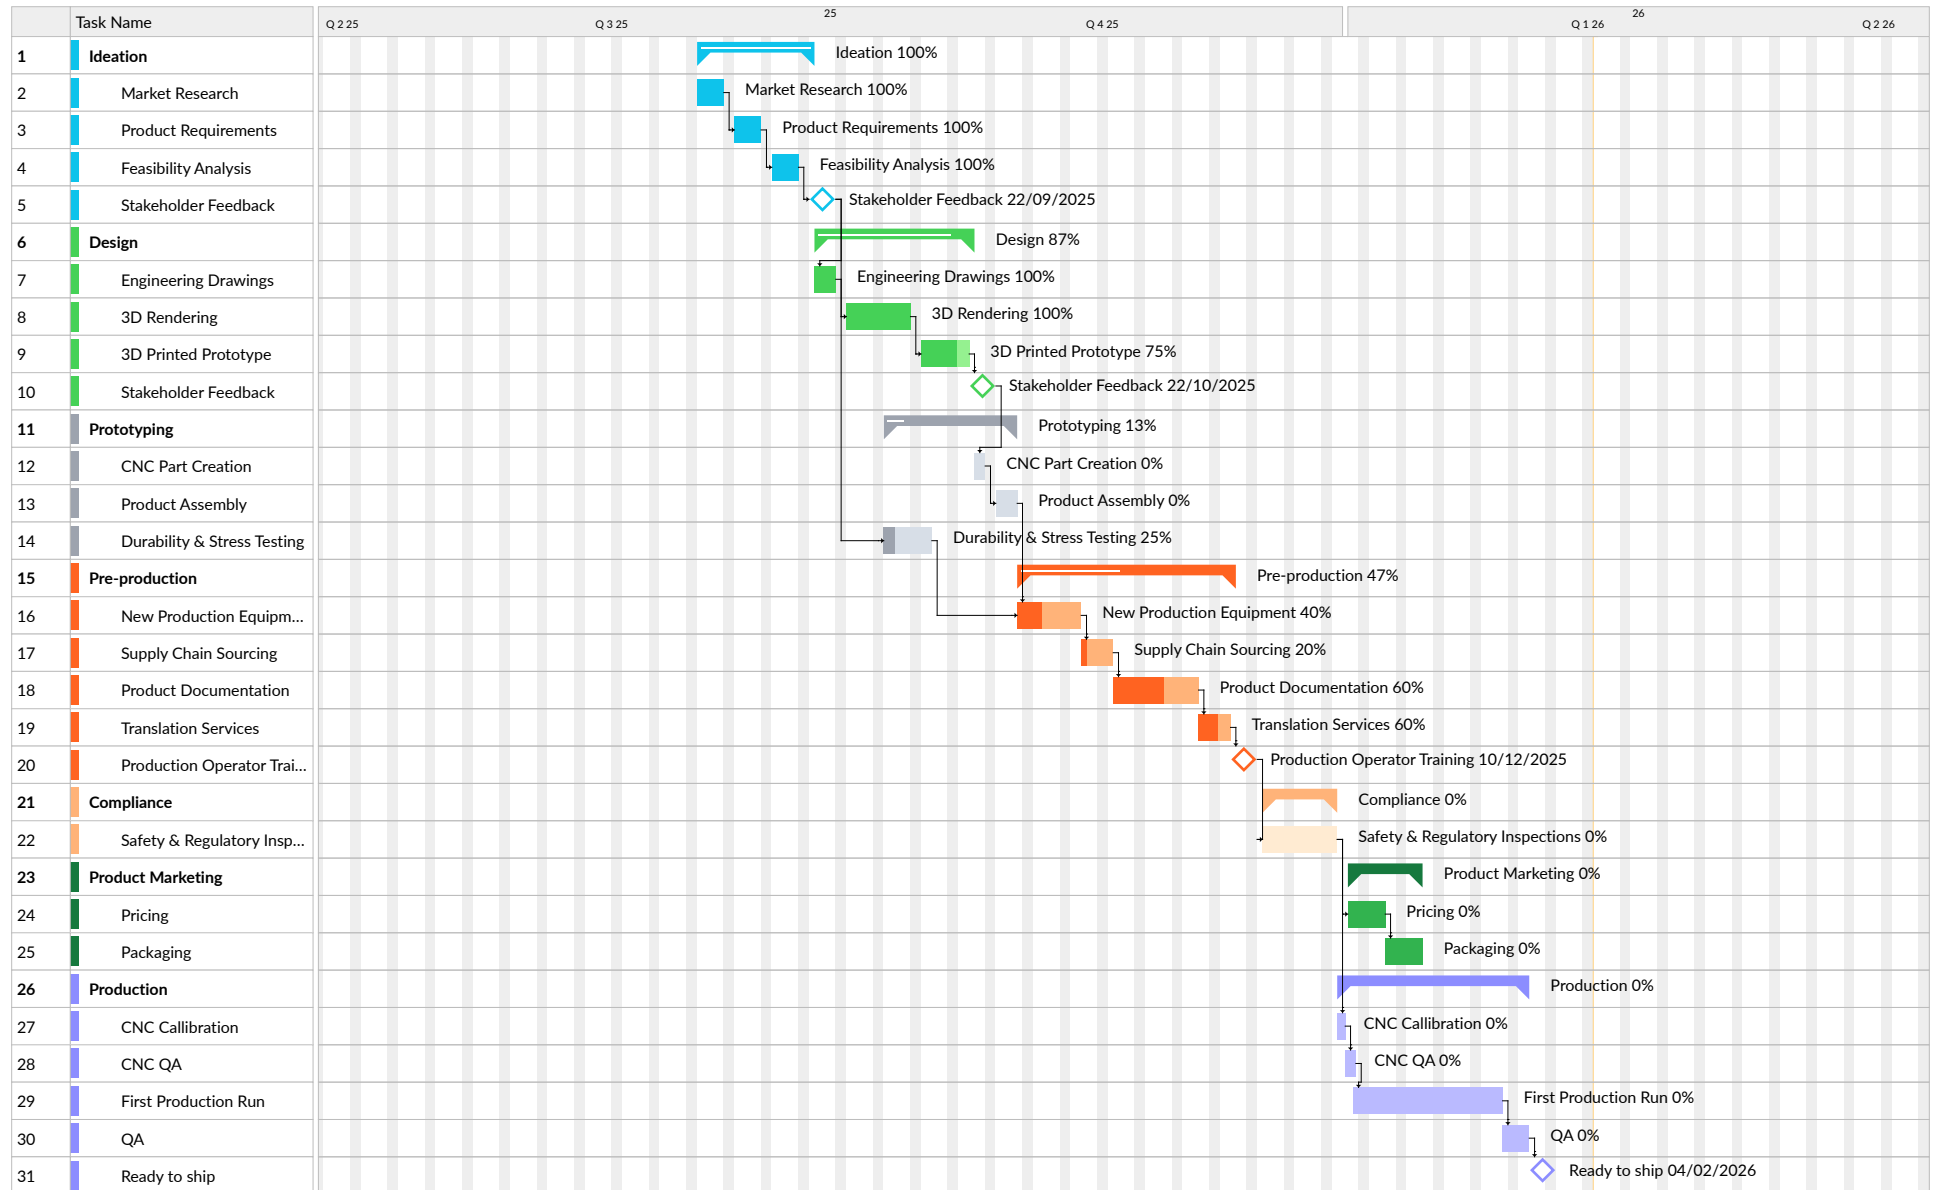 Task Name
25
26
Q 2 25
Q 3 25
Q 4 25
Q 1 26
Q 2 26
1 Ideation Ideation 100%
2 Market Research Market Research 100%
3 Product Requirements Product Requirements 100%
4 Feasibility Analysis Feasibility Analysis 100%
5 Stakeholder Feedback Stakeholder Feedback 22/09/2025
6 Design Design 87%
7 Engineering Drawings Engineering Drawings 100%
8 3D Rendering 3D Rendering 100%
9 3D Printed Prototype 3D Printed Prototype 75%
10 Stakeholder Feedback Stakeholder Feedback 22/10/2025
11 Prototyping Prototyping 13%
12 CNC Part Creation CNC Part Creation 0%
13 Product Assembly Product Assembly 0%
14 Durability & Stress Testing Durability & Stress Testing 25%
15 Pre-production Pre-production 47%
16 New Production Equipm... New Production Equipment 40%
17 Supply Chain Sourcing Supply Chain Sourcing 20%
18 Product Documentation Product Documentation 60%
19 Translation Services Translation Services 60%
20 Production Operator Trai... Production Operator Training 10/12/2025
21 Compliance Compliance 0%
22 Safety & Regulatory Insp... Safety & Regulatory Inspections 0%
23 Product Marketing Product Marketing 0%
24 Pricing Pricing 0%
25 Packaging Packaging 0%
26 Production Production 0%
27 CNC Callibration CNC Callibration 0%
28 CNC QA CNC QA 0%
29 First Production Run First Production Run 0%
30 QA QA 0%
31 Ready to ship Ready to ship 04/02/2026